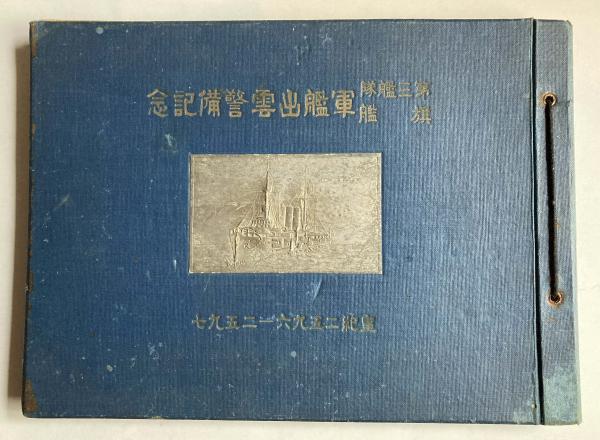 第三艦隊
旗艦
軍艦出雲警備記念
皇紀二五九六―二五九七